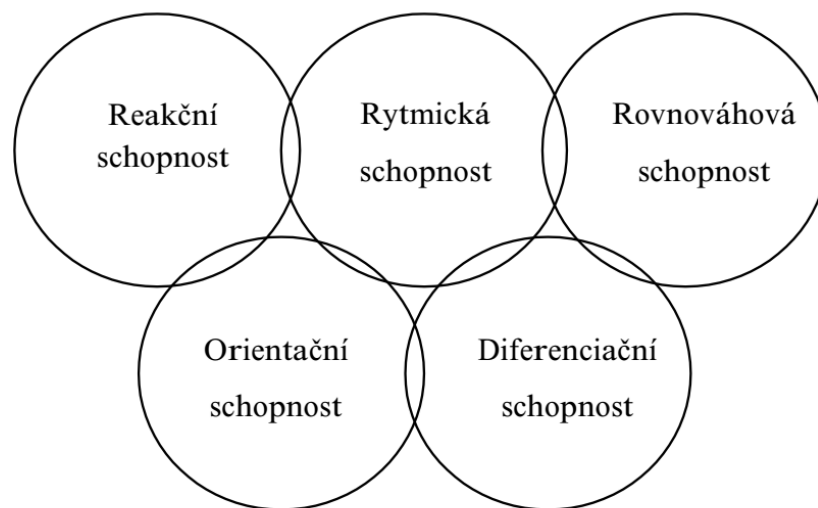 Reakční
schopnost
Rytmická
schopnost
Rovnováhová
schopnost
Orientační
schopnost
Diferenciační
schopnost